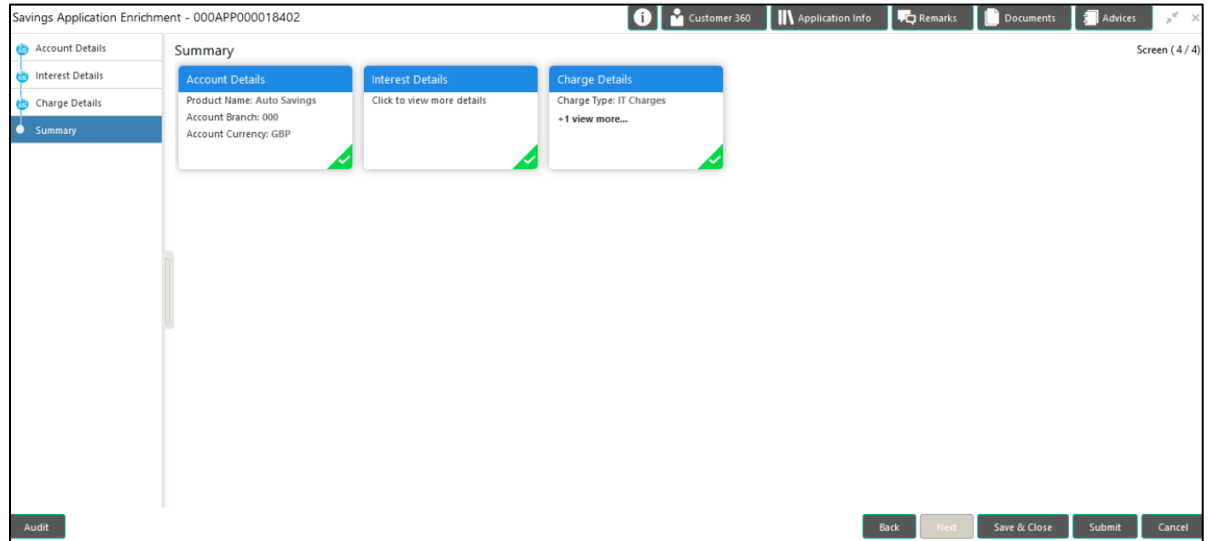 Savings Application Enrichment - 000APP000018402
i Customer 360 Application Info Remarks Documents Advices
Account Details
Interest Details
Charge Details
Summary
Summary
Screen ( 4 / 4)
Account Details
Product Name: Auto Savings
Account Branch: 000
Account Currency: GBP
Interest Details
Click to view more details
Charge Details
Charge Type: IT Charges
+1 view more...
Audit
Back Next Save & Close Submit Cancel